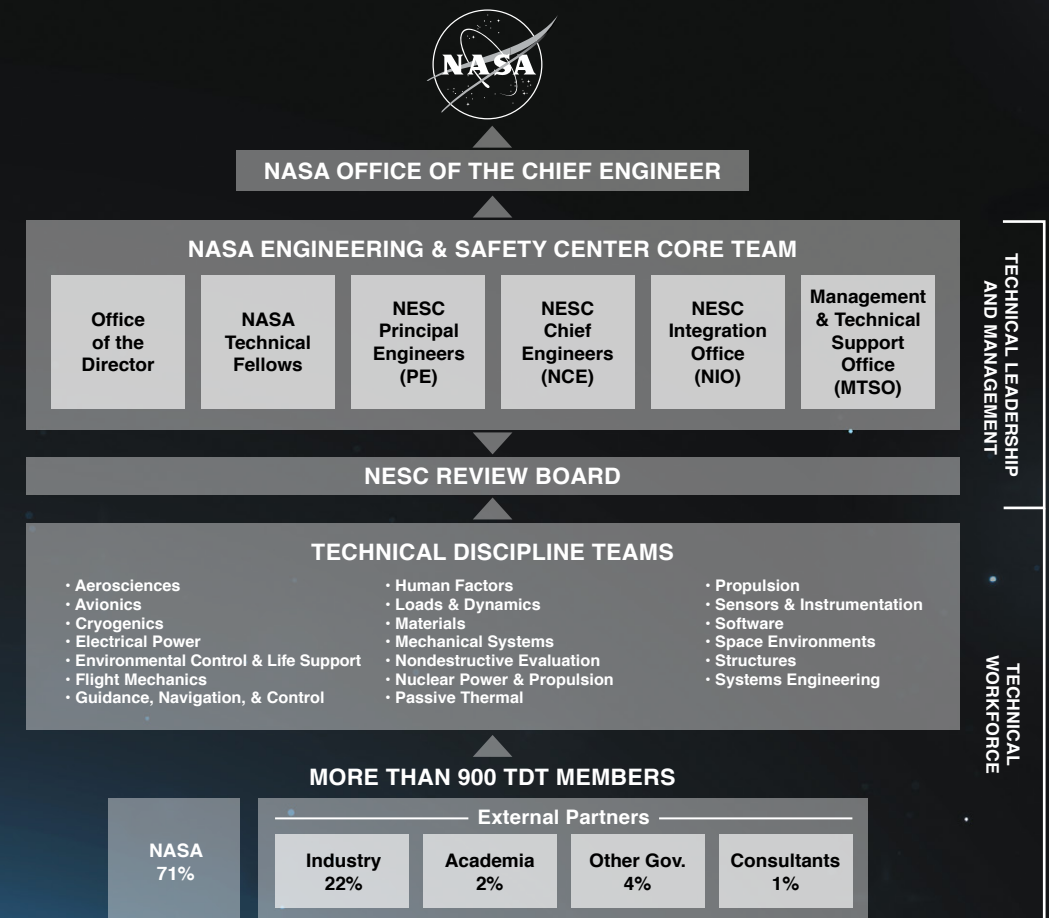 NASA
NASA OFFICE OF THE CHIEF ENGINEER
NASA ENGINEERING & SAFETY CENTER CORE TEAM
Office
of the
Director
NASA
Technical
Fellows
NESC
Principal
Engineers
(PE)
NESC
Chief
Engineers
(NCE)
NESC
Integration
Office
(NIO)
Management
& Technical
Support
Office
(MTSO)
TECHNICAL LEADERSHIP
AND MANAGEMENT
NESC REVIEW BOARD
TECHNICAL DISCIPLINE TEAMS
• Aerosciences
• Avionics
• Cryogenics
• Electrical Power
• Environmental Control & Life Support
• Flight Mechanics
• Guidance, Navigation, & Control
• Human Factors
• Loads & Dynamics
• Materials
• Mechanical Systems
• Nondestructive Evaluation
• Nuclear Power & Propulsion
• Passive Thermal
• Propulsion
• Sensors & Instrumentation
• Software
• Space Environments
• Structures
• Systems Engineering
TECHNICAL
WORKFORCE
MORE THAN 900 TDT MEMBERS
NASA
71%
External Partners
Industry
22%
Academia
2%
Other Gov.
4%
Consultants
1%